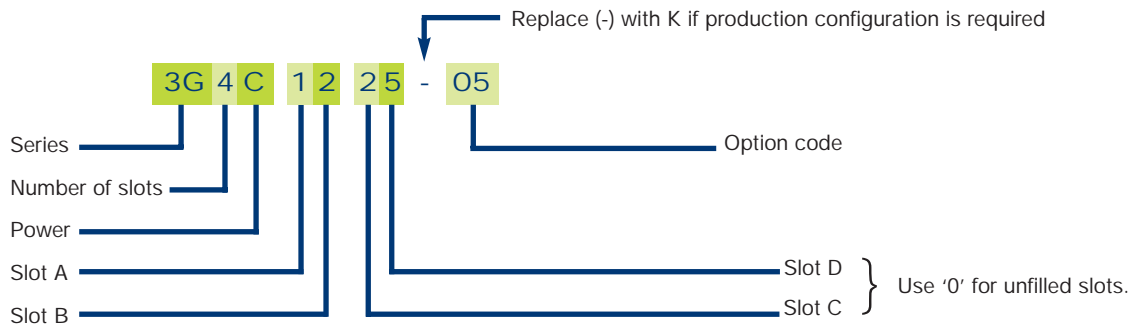 Replace (-) with K if production configuration is required
3G 4 C 1 2 2 5 - 05
Series
Option code
Number of slots
Power
Slot A
Slot D
Use ‘0’ for unfilled slots.
Slot B
Slot C